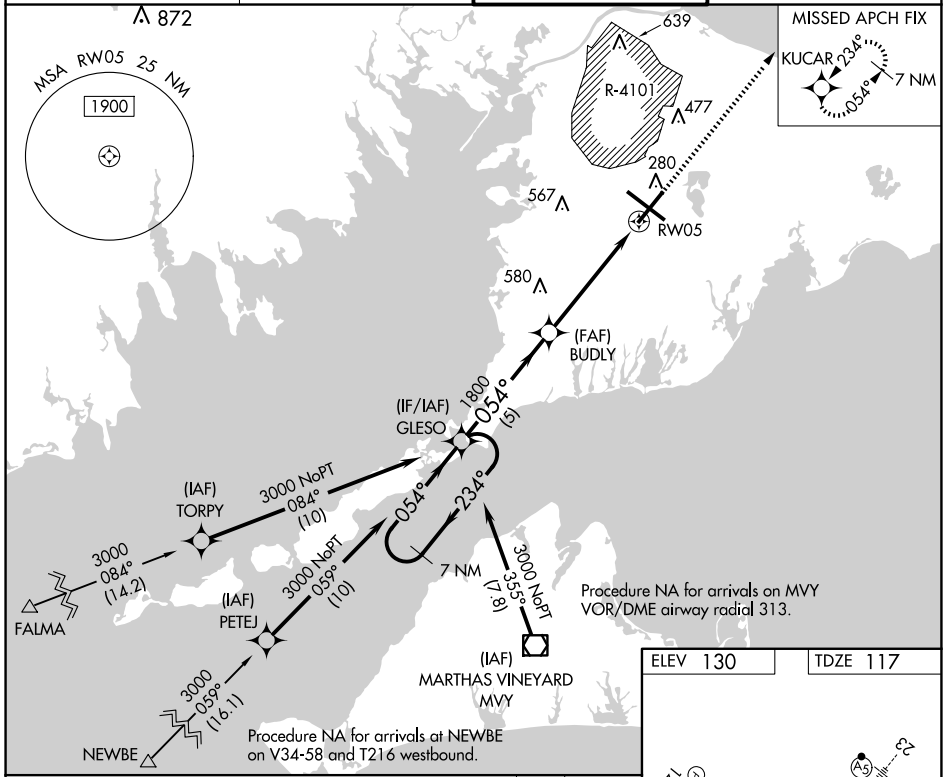 872
MSA RW05 25 NM
1900
639
R-4101
477
280
567
RW05
580
MISSED APCH FIX
KUCAR
234°
054°
7 NM
(FAF)
BUDLY
1800
054°
(5)
(IF/IAF)
GLESO
3000 NoPT
084°
(10)
(IAF)
TORPY
3000
084°
(14.2)
FALMA
054°
234°
7 NM
3000 NoPT
059°
(10)
(IAF)
PETEJ
3000
059°
(16.1)
NEWBE
3000 NoPT
355°
(7.8)
(IAF)
MARTHAS VINEYARD
MVY
Procedure NA for arrivals on MVY
VOR/DME airway radial 313.
Procedure NA for arrivals at NEWBE
on V34-58 and T216 westbound.
ELEV 130
TDZE 117
23
A5